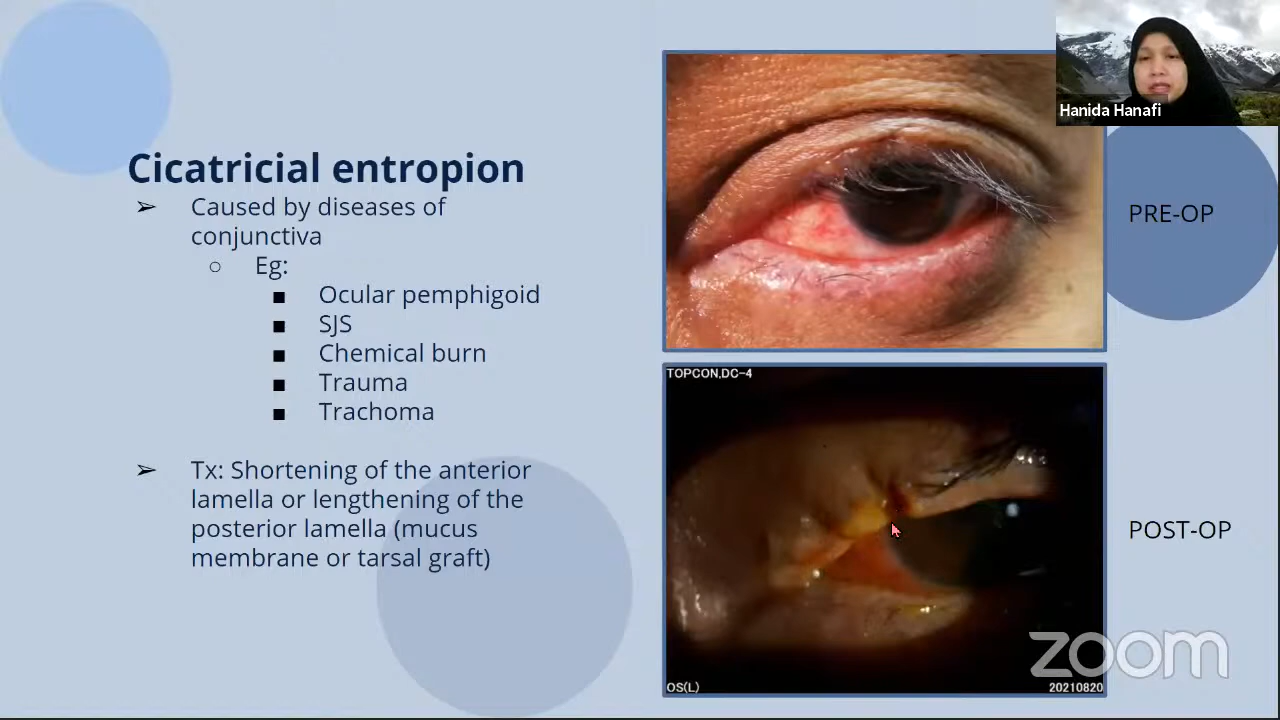 Hanida Hanafi
Cicatricial entropion
➢ Caused by diseases of
conjunctiva
○ Eg:
■ Ocular pemphigoid
■ SJS
■ Chemical burn
■ Trauma
■ Trachoma
➢ Tx: Shortening of the anterior
lamella or lengthening of the
posterior lamella (mucus
membrane or tarsal graft)
PRE-OP
TOPCON,DC-4
POST-OP
OS(L)
20210820
zoom